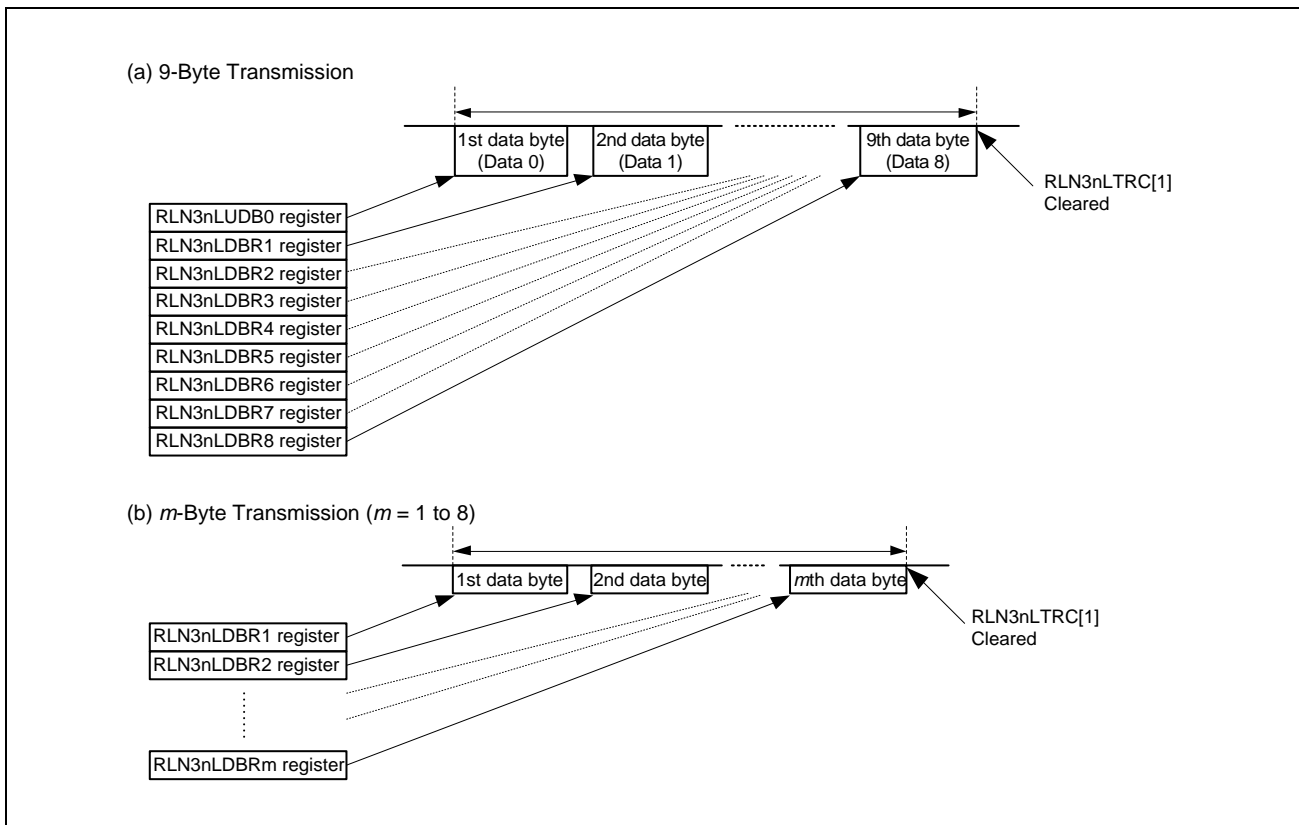 (a) 9-Byte Transmission
1st data byte
(Data 0)
2nd data byte
(Data 1)
9th data byte
(Data 8)
RLN3nLTRC[1]
Cleared
RLN3nLUDB0 register
RLN3nLDBR1 register
RLN3nLDBR2 register
RLN3nLDBR3 register
RLN3nLDBR4 register
RLN3nLDBR5 register
RLN3nLDBR6 register
RLN3nLDBR7 register
RLN3nLDBR8 register
(b) m-Byte Transmission (m = 1 to 8)
1st data byte
2nd data byte
mth data byte
RLN3nLTRC[1]
Cleared
RLN3nLDBR1 register
RLN3nLDBR2 register
RLN3nLDBRm register